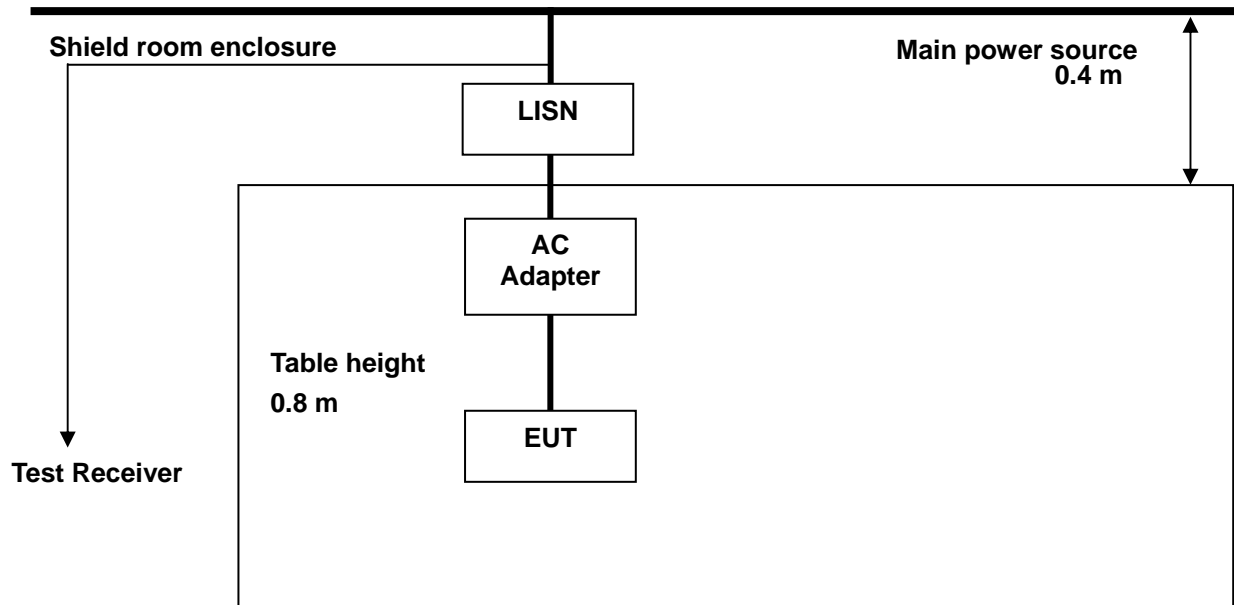 Shield room enclosure
Main power source
0.4 m
LISN
AC
Adapter
Table height
0.8 m
EUT
Test Receiver